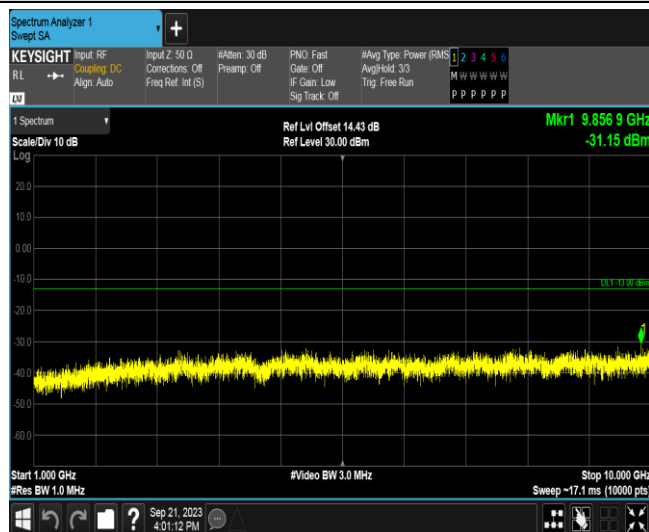 Spectrum Analyzer 1
Swept SA
+
KEYSIGHT
RL
LXI
Input: RF
Coupling: DC
Align: Auto
Input Z: 50 Ω
Corrections: Off
Freq Ref: Int (S)
#Atten: 30 dB
Preamp: Off
PNO: Fast
Gate: Off
IF Gain: Low
Sig Track: Off
#Avg Type: Power (RMS
Avg|Hold: 3/3
Trig: Free Run
1 2 3 4 5 6
M W W W W W
P P P P P P
1 Spectrum
Scale/Div 10 dB
Log
Ref Lvl Offset 14.43 dB
Ref Level 30.00 dBm
Mkr1 9.856 9 GHz
-31.15 dBm
20.0
10.0
0.00
-10.0
DL1 -13.00 dBm
-20.0
-30.0
1
-40.0
-50.0
-60.0
Start 1.000 GHz
#Res BW 1.0 MHz
#Video BW 3.0 MHz
Stop 10.000 GHz
Sweep ~17.1 ms (10000 pts)
?
Sep 21, 2023
4:01:12 PM